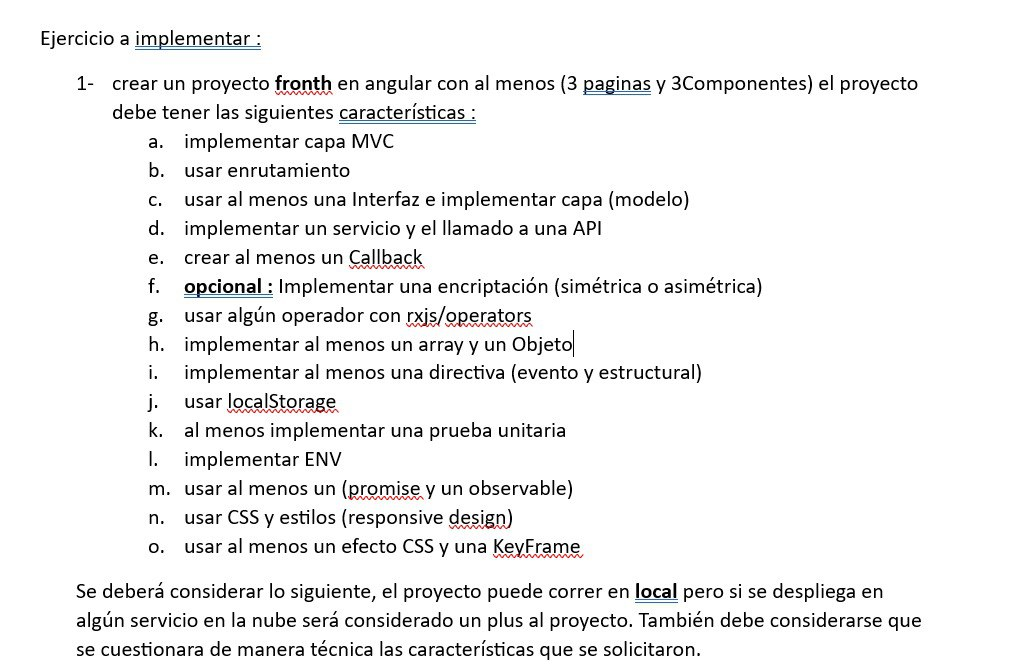 Ejercicio a implementar :
1- crear un proyecto fronth en angular con al menos (3 paginas y 3Componentes) el proyecto
debe tener las siguientes características :
a. implementar capa MVC
b. usar enrutamiento
c. usar al menos una Interfaz e implementar capa (modelo)
d. implementar un servicio y el llamado a una API
e. crear al menos un Callback
f. opcional : Implementar una encriptación (simétrica o asimétrica)
g. usar algún operador con rxjs/operators
h. implementar al menos un array y un Objeto
i. implementar al menos una directiva (evento y estructural)
j. usar localStorage
k. al menos implementar una prueba unitaria
l. implementar ENV
m. usar al menos un (promise y un observable)
n. usar CSS y estilos (responsive design)
o. usar al menos un efecto CSS y una KeyFrame
Se deberá considerar lo siguiente, el proyecto puede correr en local pero si se despliega en
algún servicio en la nube será considerado un plus al proyecto. También debe considerarse que
se cuestionara de manera técnica las características que se solicitaron.